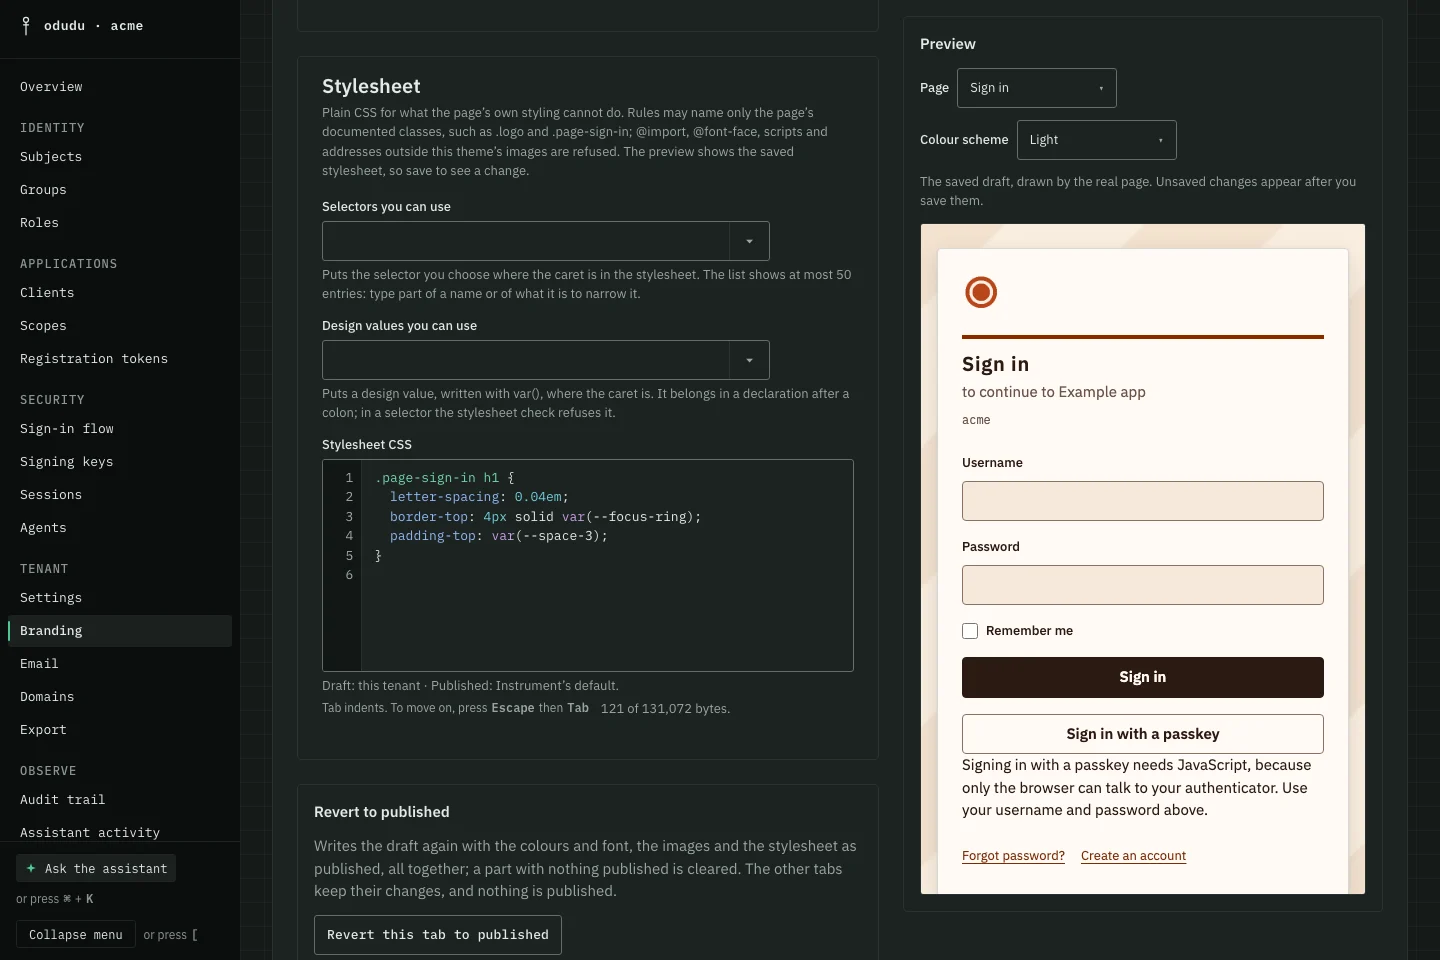 odudu · acme
Overview
IDENTITY
Subjects
Groups
Roles
APPLICATIONS
Clients
Scopes
Registration tokens
SECURITY
Sign-in flow
Signing keys
Sessions
Agents
TENANT
Settings
Branding
Email
Domains
Export
OBSERVE
Audit trail
Assistant activity
Ask the assistant
or press ⌘ + K
Collapse menu or press [
Stylesheet
Plain CSS for what the page’s own styling cannot do. Rules may name only the page’s
documented classes, such as .logo and .page-sign-in; @import, @font-face, scripts and
addresses outside this theme’s images are refused. The preview shows the saved
stylesheet, so save to see a change.
Selectors you can use
Puts the selector you choose where the caret is in the stylesheet. The list shows at most 50
entries: type part of a name or of what it is to narrow it.
Design values you can use
Puts a design value, written with var(), where the caret is. It belongs in a declaration after a
colon; in a selector the stylesheet check refuses it.
Stylesheet CSS
1 .page-sign-in h1 {
2 letter-spacing: 0.04em;
3 border-top: 4px solid var(--focus-ring);
4 padding-top: var(--space-3);
5 }
6
Draft: this tenant · Published: Instrument’s default.
Tab indents. To move on, press Escape then Tab 121 of 131,072 bytes.
Revert to published
Writes the draft again with the colours and font, the images and the stylesheet as
published, all together; a part with nothing published is cleared. The other tabs
keep their changes, and nothing is published.
Revert this tab to published
Preview
Page Sign in
Colour scheme Light
The saved draft, drawn by the real page. Unsaved changes appear after you
save them.
Sign in
to continue to Example app
acme
Username
Password
Remember me
Sign in
Sign in with a passkey
Signing in with a passkey needs JavaScript, because
only the browser can talk to your authenticator. Use
your username and password above.
Forgot password? Create an account